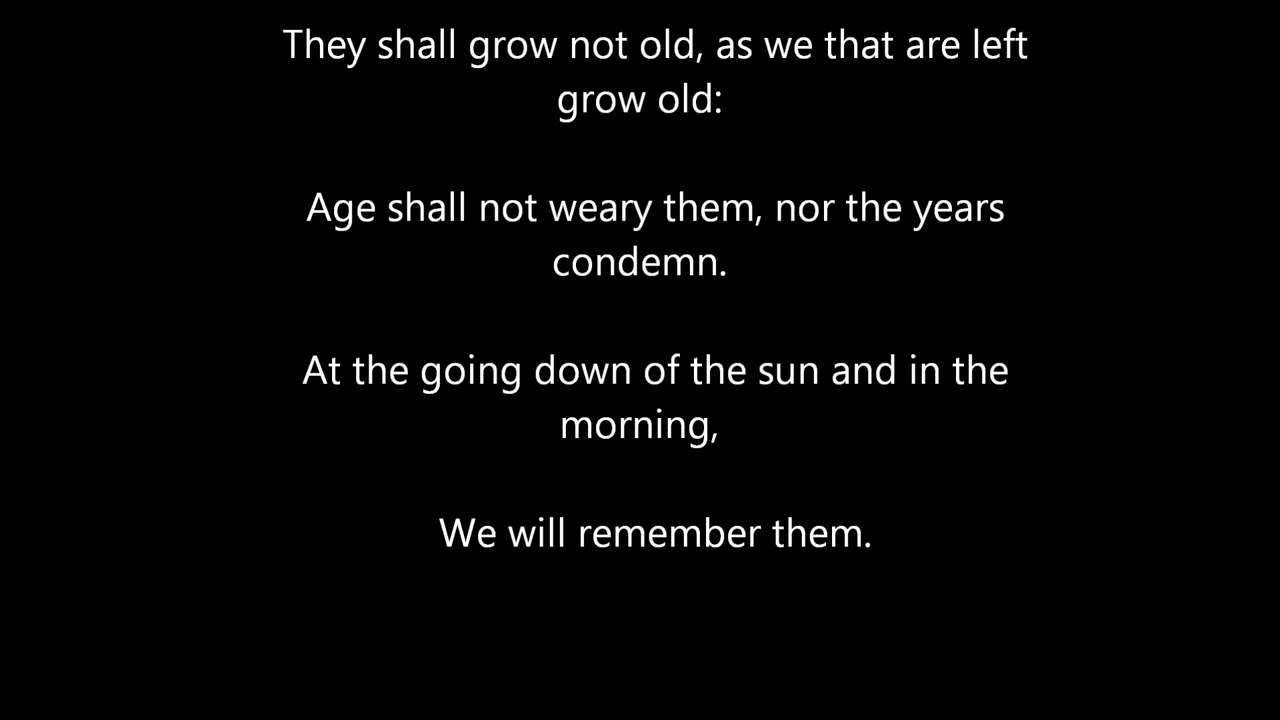 They shall grow not old, as we that are left
grow old:
Age shall not weary them, nor the years
condemn.
At the going down of the sun and in the
morning,
We will remember them.